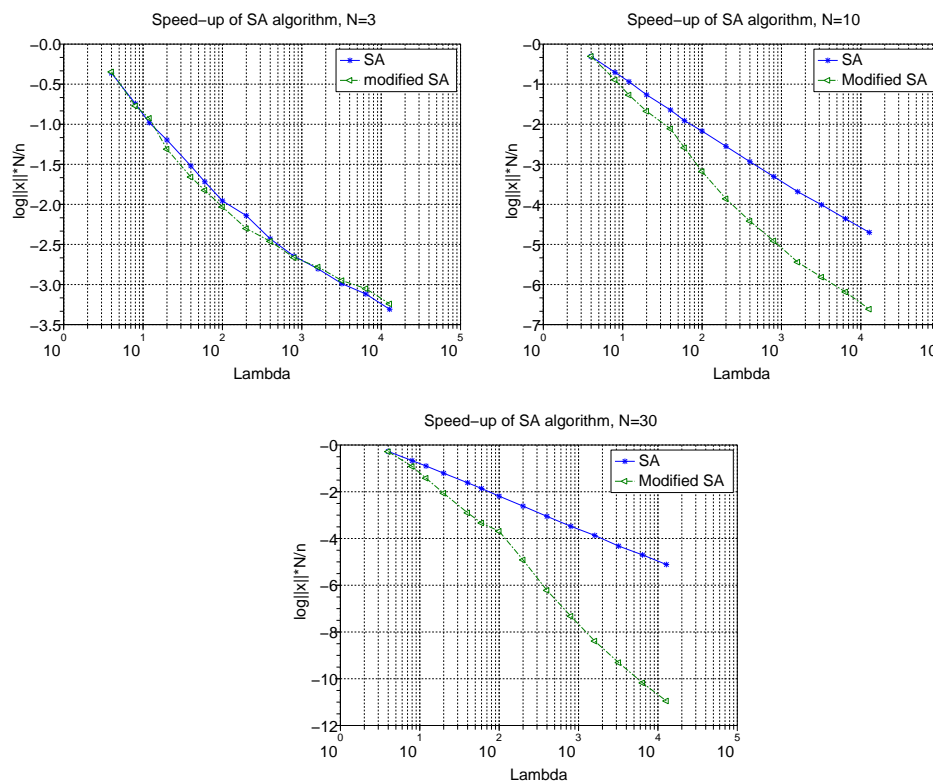 Speed-up of SA algorithm, N=3
-0.0
-0.5
-1.0
-1.5
-2.0
-2.5
-3.0
-3.5
log||x||*N/n
SA
modified SA
10^0 10^1 10^2 10^3 10^4 10^5
Lambda
Speed-up of SA algorithm, N=10
-0
-1
-2
-3
-4
-5
-6
-7
log||x||*N/n
SA
Modified SA
10^0 10^1 10^2 10^3 10^4 10
Lambda
Speed-up of SA algorithm, N=30
-0
-2
-4
-6
-8
-10
-12
log||x||*N/n
SA
Modified SA
10^0 10^1 10^2 10^3 10^4 10^5
Lambda